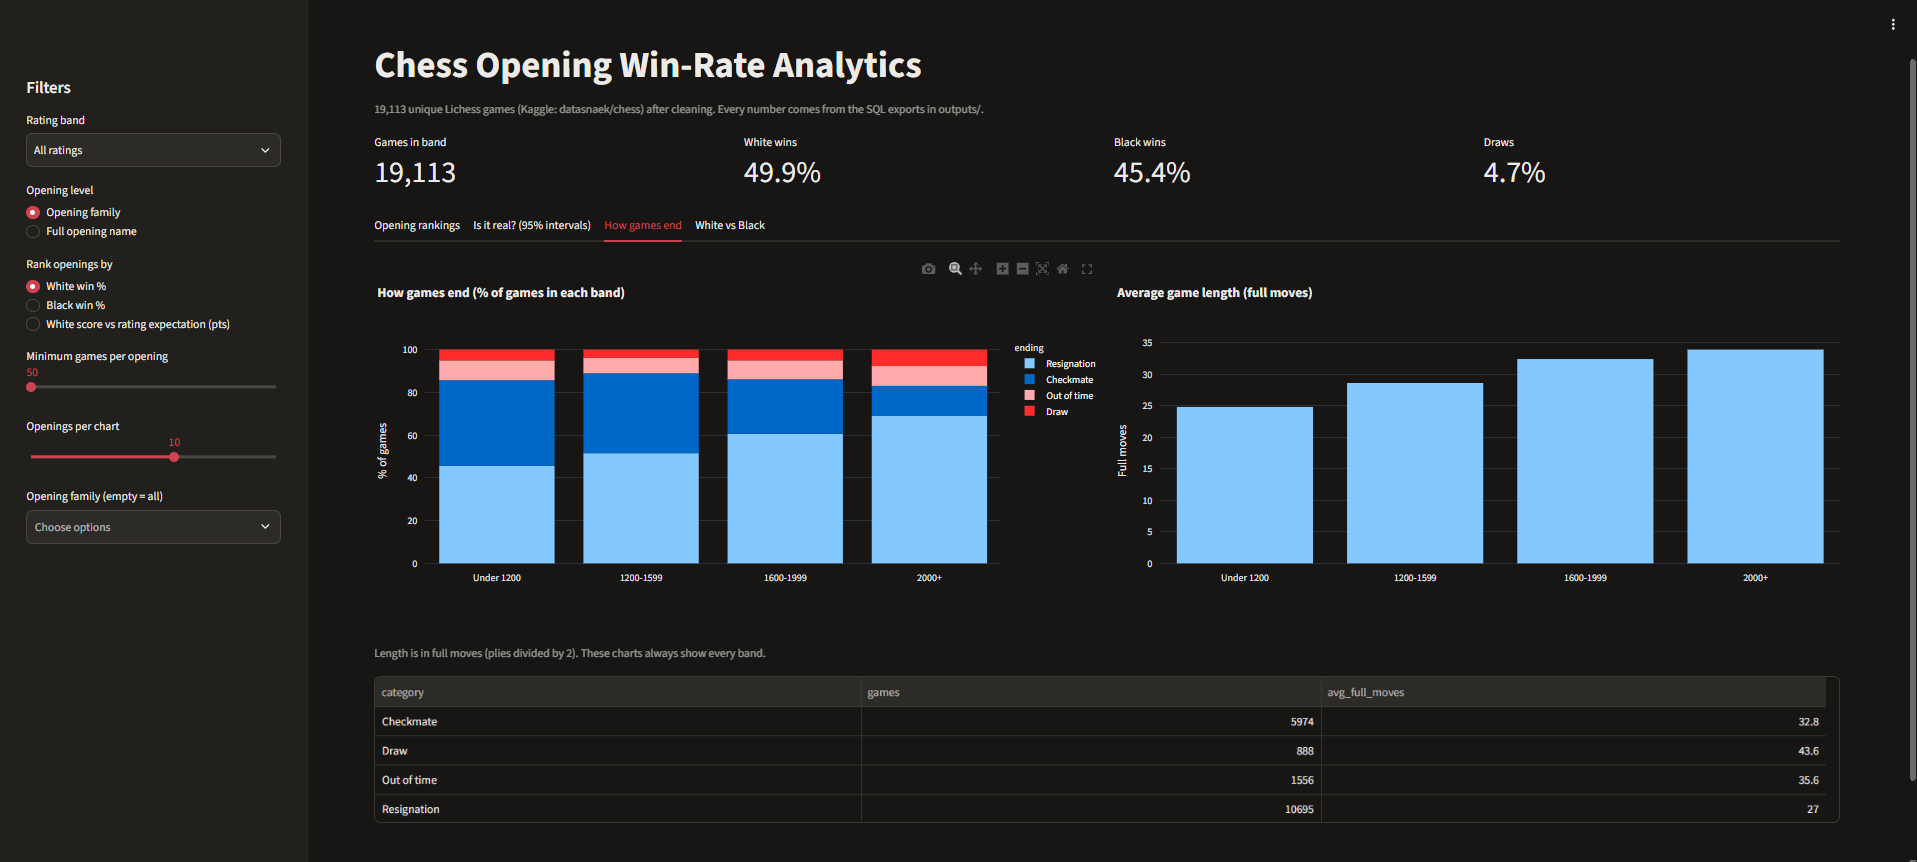 Filters
Rating band
All ratings
Opening level
Opening family
Full opening name
Rank openings by
White win %
Black win %
White score vs rating expectation (pts)
Minimum games per opening
50
Openings per chart
10
Opening family (empty = all)
Choose options
Chess Opening Win-Rate Analytics
19,113 unique Lichess games (Kaggle: datasnaek/chess) after cleaning. Every number comes from the SQL exports in outputs/.
Games in band White wins Black wins Draws
19,113 49.9% 45.4% 4.7%
Opening rankings Is it real? (95% intervals) How games end White vs Black
How games end (% of games in each band)
% of games
100
80
60
40
20
0
Under 1200 1200-1599 1600-1999 2000+
ending
Resignation
Checkmate
Out of time
Draw
Average game length (full moves)
Full moves
35
30
25
20
15
10
5
0
Under 1200 1200-1599 1600-1999 2000+
Length is in full moves (plies divided by 2). These charts always show every band.
category games avg_full_moves
Checkmate 5974 32.8
Draw 888 43.6
Out of time 1556 35.6
Resignation 10695 27